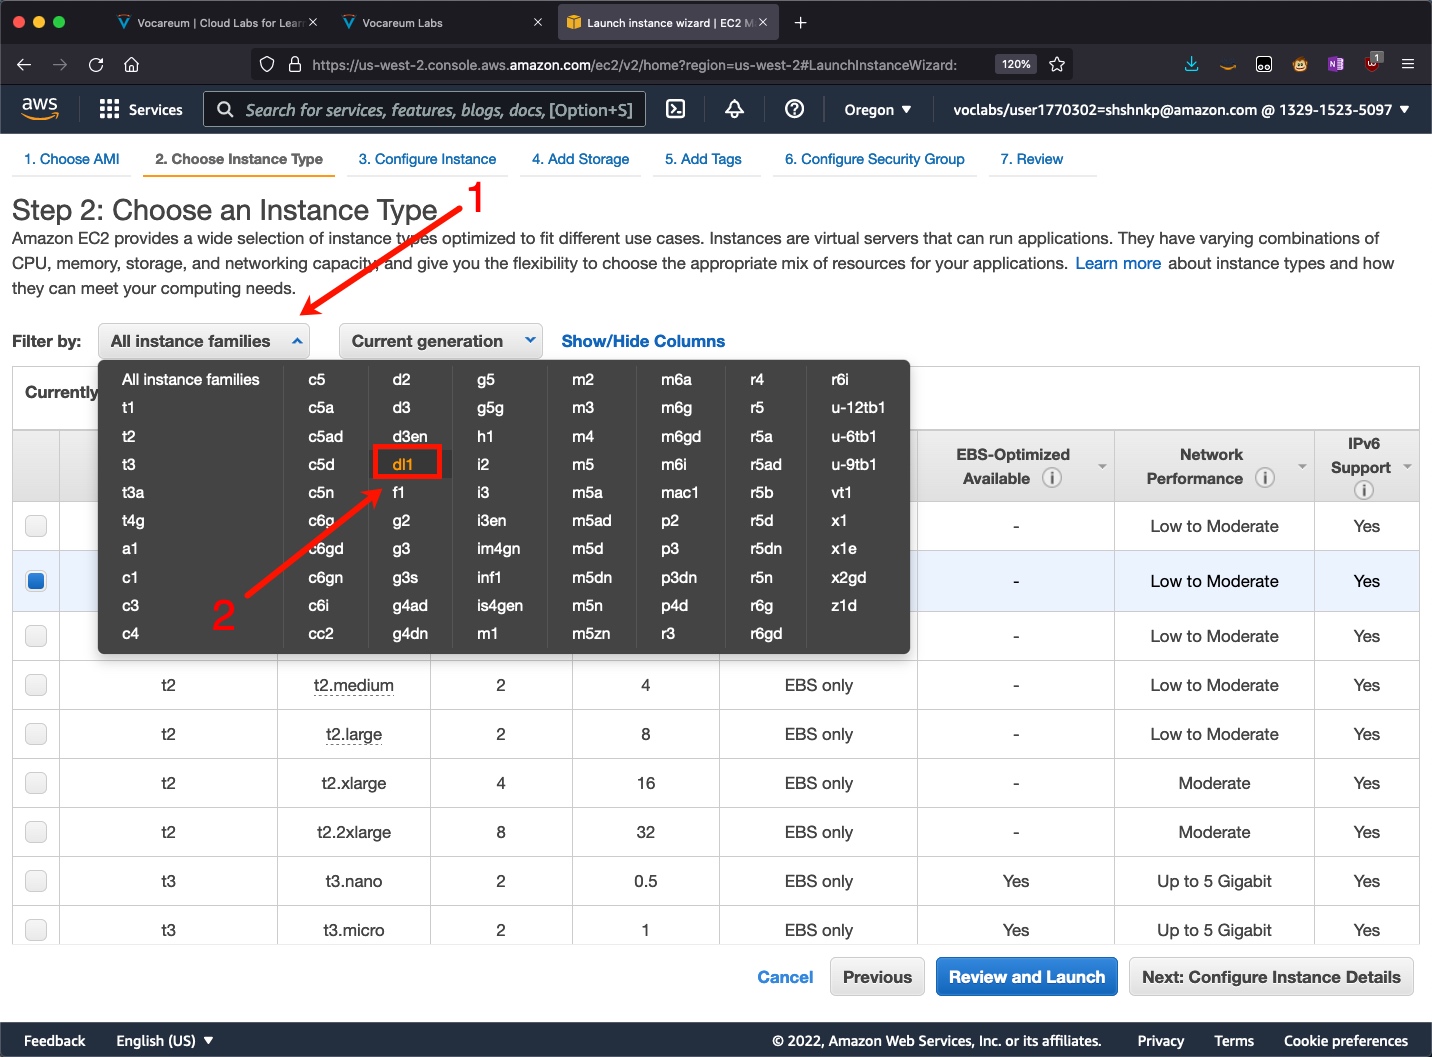 Vocareum | Cloud Labs for Lear
Vocareum Labs
Launch instance wizard | EC2 M
https://us-west-2.console.aws.amazon.com/ec2/v2/home?region=us-west-2#LaunchInstanceWizard:
120%
1
aws
Services
Search for services, features, blogs, docs, [Option+S]
Oregon
voclabs/user1770302=shshnkp@amazon.com @ 1329-1523-5097
1. Choose AMI
2. Choose Instance Type
3. Configure Instance
4. Add Storage
5. Add Tags
6. Configure Security Group
7. Review
Step 2: Choose an Instance Type
1
Amazon EC2 provides a wide selection of instance types optimized to fit different use cases. Instances are virtual servers that can run applications. They have varying combinations of
CPU, memory, storage, and networking capacity, and give you the flexibility to choose the appropriate mix of resources for your applications. Learn more about instance types and how
they can meet your computing needs.
Filter by:
All instance families
Current generation
Show/Hide Columns
Currently
All instance families c5 d2 g5 m2 m6a r4 r6i
t1 c5a d3 g5g m3 m6g r5 u-12tb1
t2 c5ad d3en h1 m4 m6gd r5a u-6tb1
t3 c5d dl1 i2 m5 m6i r5ad u-9tb1
t3a c5n f1 i3 m5a mac1 r5b vt1
t4g c6g g2 i3en m5ad p2 r5d x1
a1 c6gd g3 im4gn m5d p3 r5dn x1e
c1 c6gn g3s inf1 m5dn p3dn r5n x2gd
c3 c6i g4ad is4gen m5n p4d r6g z1d
c4 cc2 g4dn m1 m5zn r3 r6gd
2
EBS-Optimized
Available
Network
Performance
IPv6
Support
- Low to Moderate Yes
- Low to Moderate Yes
- Low to Moderate Yes
t2 t2.medium 2 4 EBS only - Low to Moderate Yes
t2 t2.large 2 8 EBS only - Low to Moderate Yes
t2 t2.xlarge 4 16 EBS only - Moderate Yes
t2 t2.2xlarge 8 32 EBS only - Moderate Yes
t3 t3.nano 2 0.5 EBS only Yes Up to 5 Gigabit Yes
t3 t3.micro 2 1 EBS only Yes Up to 5 Gigabit Yes
Cancel
Previous
Review and Launch
Next: Configure Instance Details
Feedback
English (US)
© 2022, Amazon Web Services, Inc. or its affiliates.
Privacy
Terms
Cookie preferences